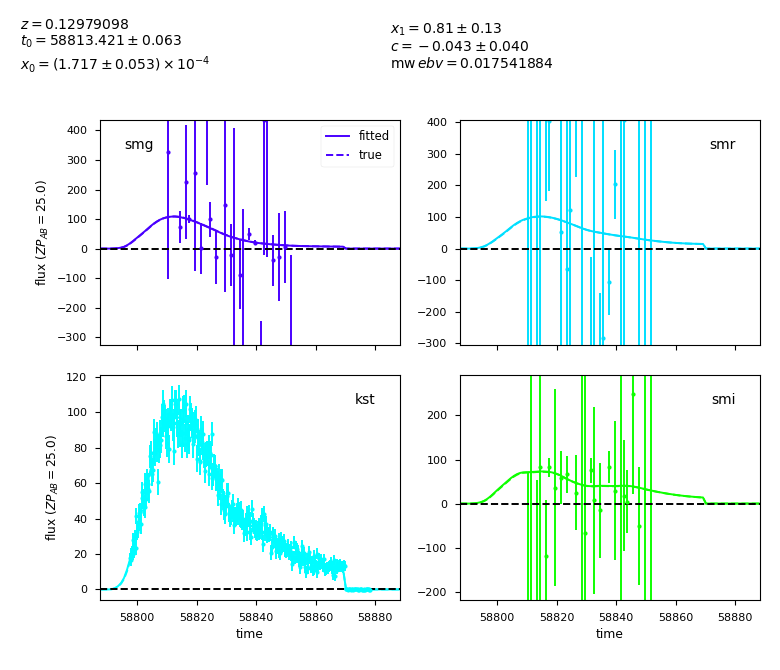 z = 0.12979098
t₀ = 58813.421 ± 0.063
x₀ = (1.717 ± 0.053) × 10⁻⁴
x₁ = 0.81 ± 0.13
c = −0.043 ± 0.040
mw ebv = 0.017541884
smg
fitted
true
400
300
200
100
0
−100
−200
−300
flux (ZP_AB = 25.0)
smr
400
300
200
100
0
−100
−200
−300
kst
120
100
80
60
40
20
0
flux (ZP_AB = 25.0)
58800 58820 58840 58860 58880
time
smi
200
100
0
−100
−200
58800 58820 58840 58860 58880
time